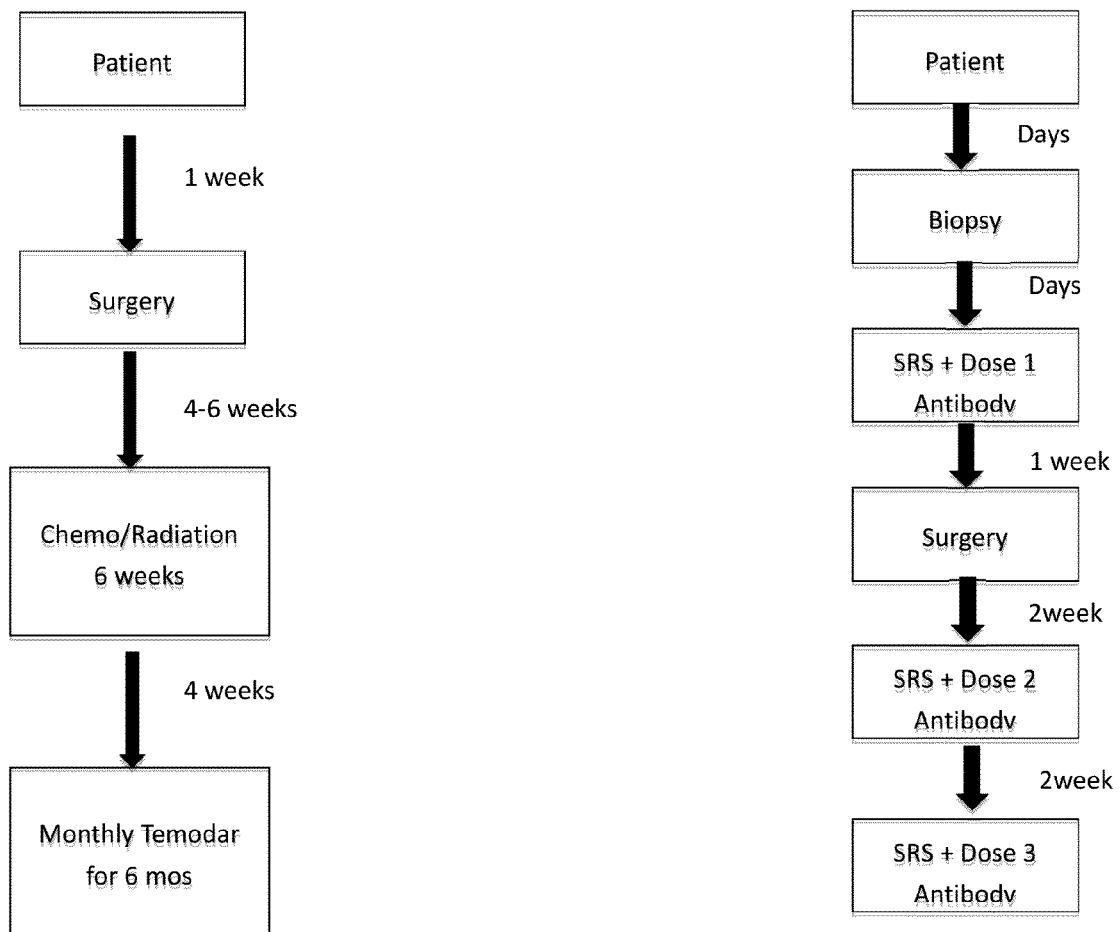 Patient
1 week
Surgery
4-6 weeks
Chemo/Radiation
6 weeks
4 weeks
Monthly Temodar
for 6 mos
Patient
Days
Biopsy
Days
SRS + Dose 1
Antibody
1 week
Surgery
2week
SRS + Dose 2
Antibody
2week
SRS + Dose 3
Antibody